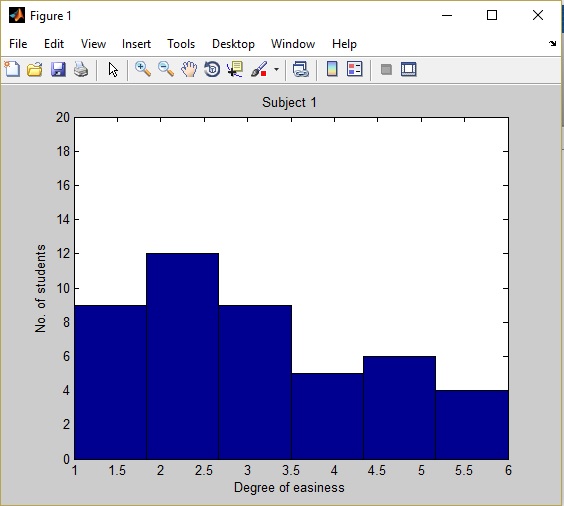 Figure 1
File Edit View Insert Tools Desktop Window Help
Subject 1
20
18
16
14
12
10
8
6
4
2
0
No. of students
1 1.5 2 2.5 3 3.5 4 4.5 5 5.5 6
Degree of easiness